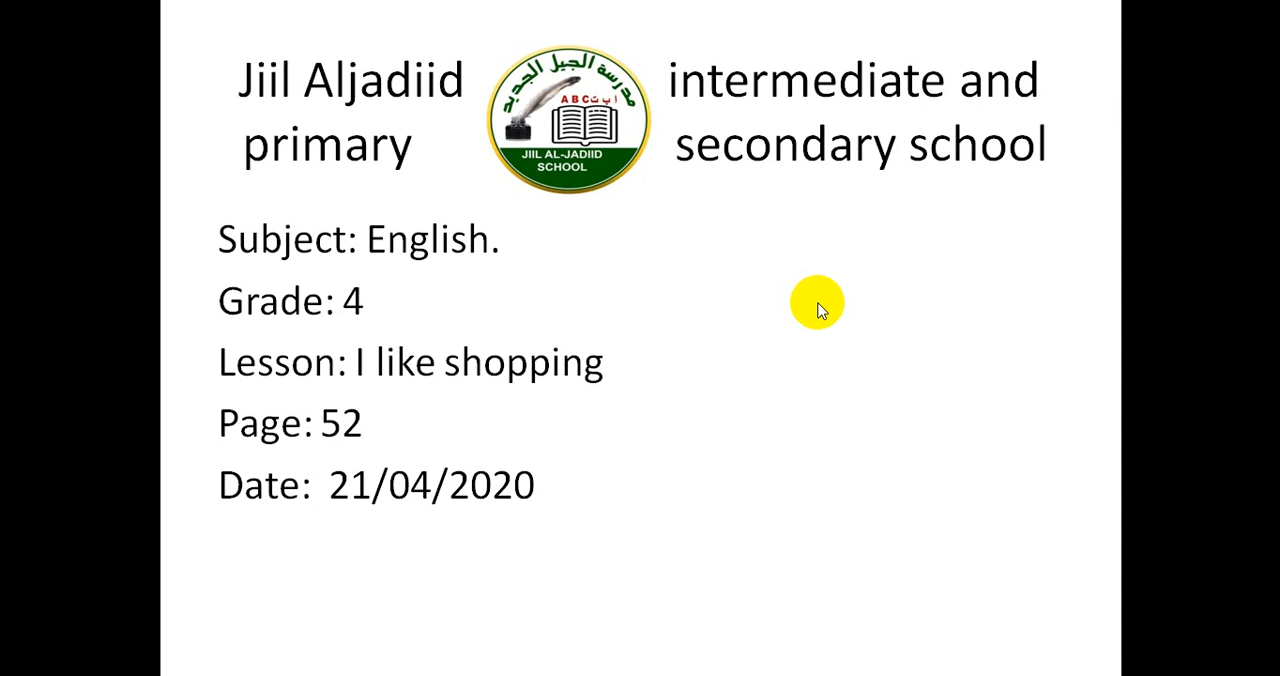 Jiil Aljadiid intermediate and
primary secondary school
مدرسة الجيل الجديد
A B C ا ب ت
JIIL AL-JADIID
SCHOOL
Subject: English.
Grade: 4
Lesson: I like shopping
Page: 52
Date: 21/04/2020